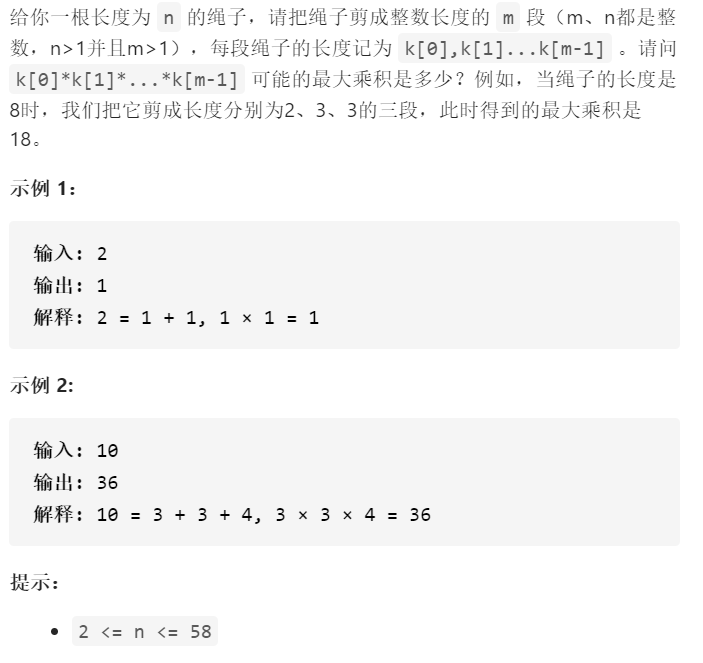 给你一根长度为 n 的绳子，请把绳子剪成整数长度的 m 段（m、n都是整
数，n>1并且m>1），每段绳子的长度记为 k[0],k[1]...k[m-1] 。请问
k[0]*k[1]*...*k[m-1] 可能的最大乘积是多少？例如，当绳子的长度是
8时，我们把它剪成长度分别为2、3、3的三段，此时得到的最大乘积是
18。
示例 1：
输入: 2
输出: 1
解释: 2 = 1 + 1, 1 × 1 = 1
示例 2:
输入: 10
输出: 36
解释: 10 = 3 + 3 + 4, 3 × 3 × 4 = 36
提示：
• 2 <= n <= 58